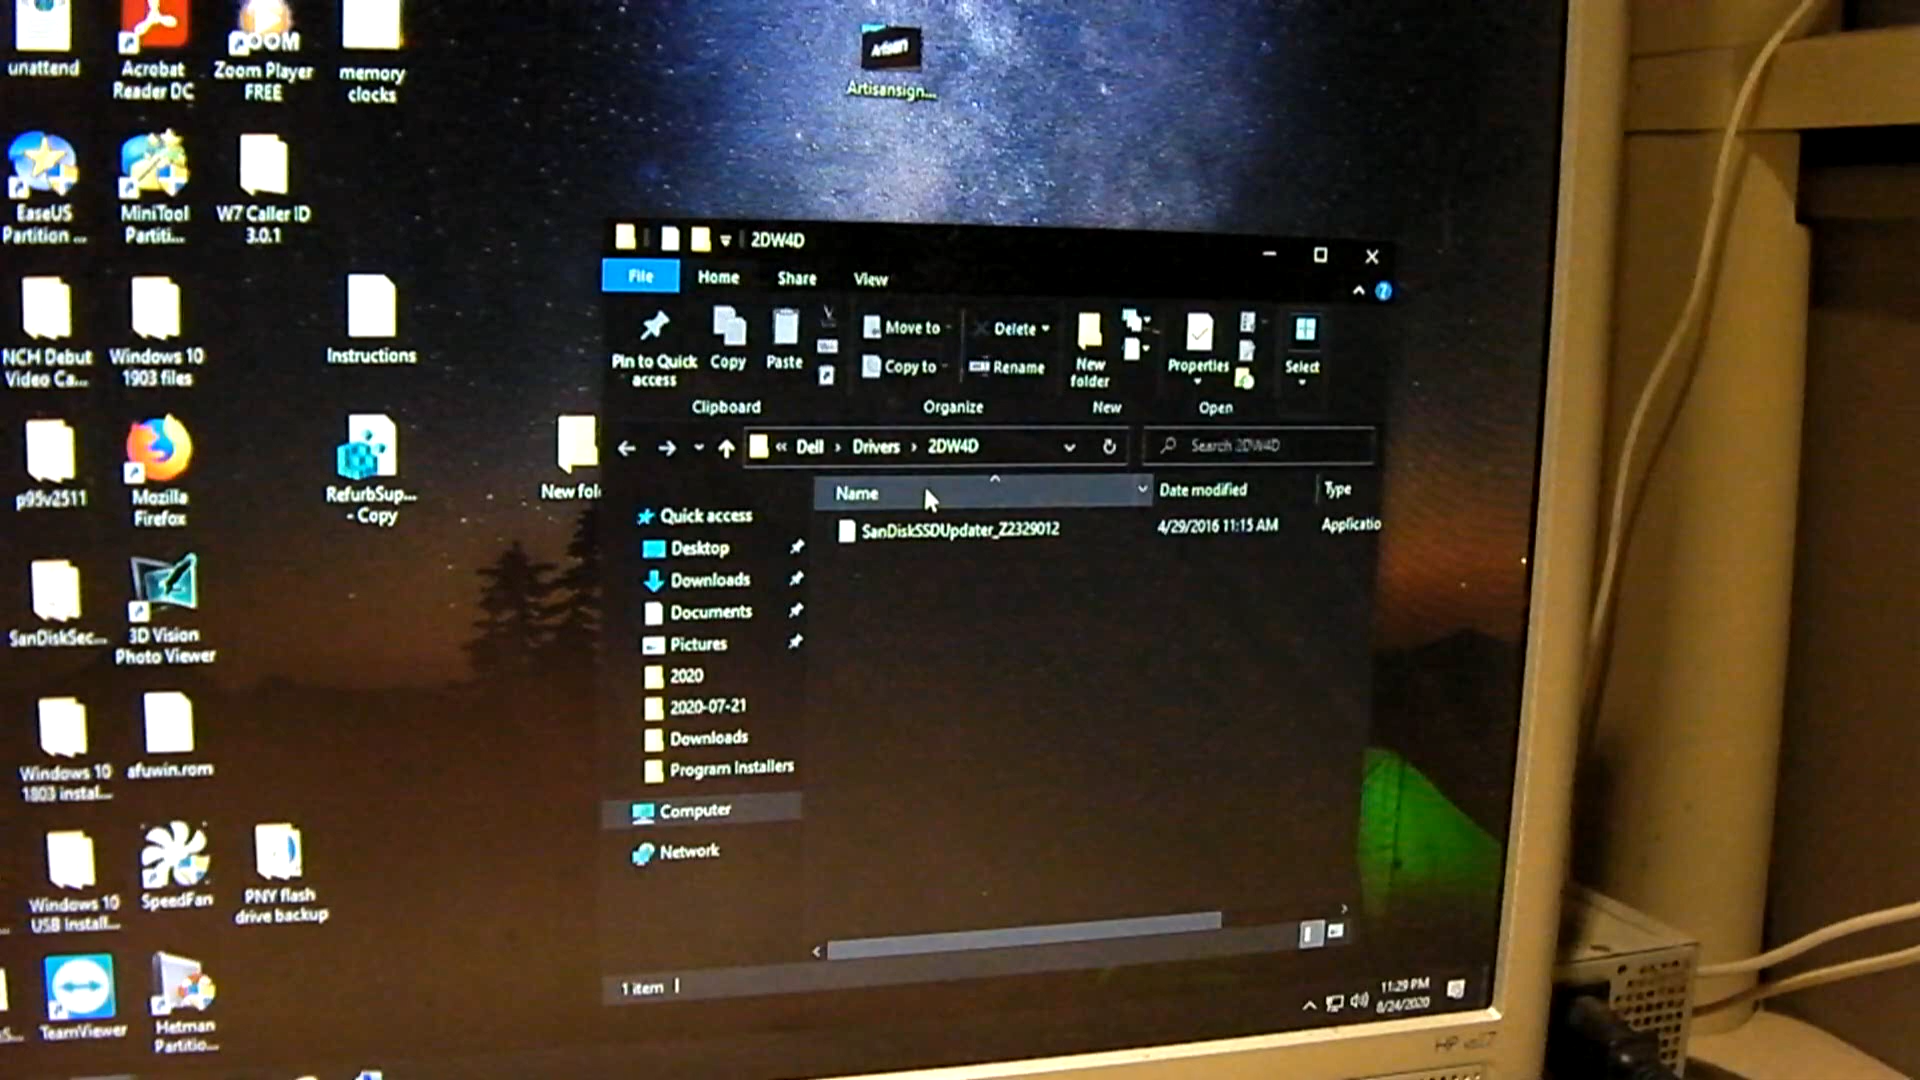 unattend
Acrobat
Reader DC
ZOOM
Zoom Player
FREE
memory
clocks
Artisan
Artisansign...
EaseUS
Partition ...
MiniTool
Partiti...
W7 Caller ID
3.0.1
NCH Debut
Video Ca...
Windows 10
1903 files
Instructions
p95v2511
Mozilla
Firefox
RefurbSup...
- Copy
New fol
SanDiskSec...
3D Vision
Photo Viewer
Windows 10
1803 instal...
afuwin.rom
Windows 10
USB install...
SpeedFan
PNY flash
drive backup
TeamViewer
Hetman
Partitio...
2DW4D
File Home Share View
Pin to Quick
access
Copy
Paste
Move to
Copy to
Delete
Rename
New
folder
Properties
Select
Clipboard Organize New Open
« Dell › Drivers › 2DW4D
Search 2DW4D
Name Date modified Type
SanDiskSSDUpdater_Z2329012 4/29/2016 11:15 AM Applicatio
Quick access
Desktop
Downloads
Documents
Pictures
2020
2020-07-21
Downloads
Program Installers
Computer
Network
1 item
11:29 PM
8/24/2020